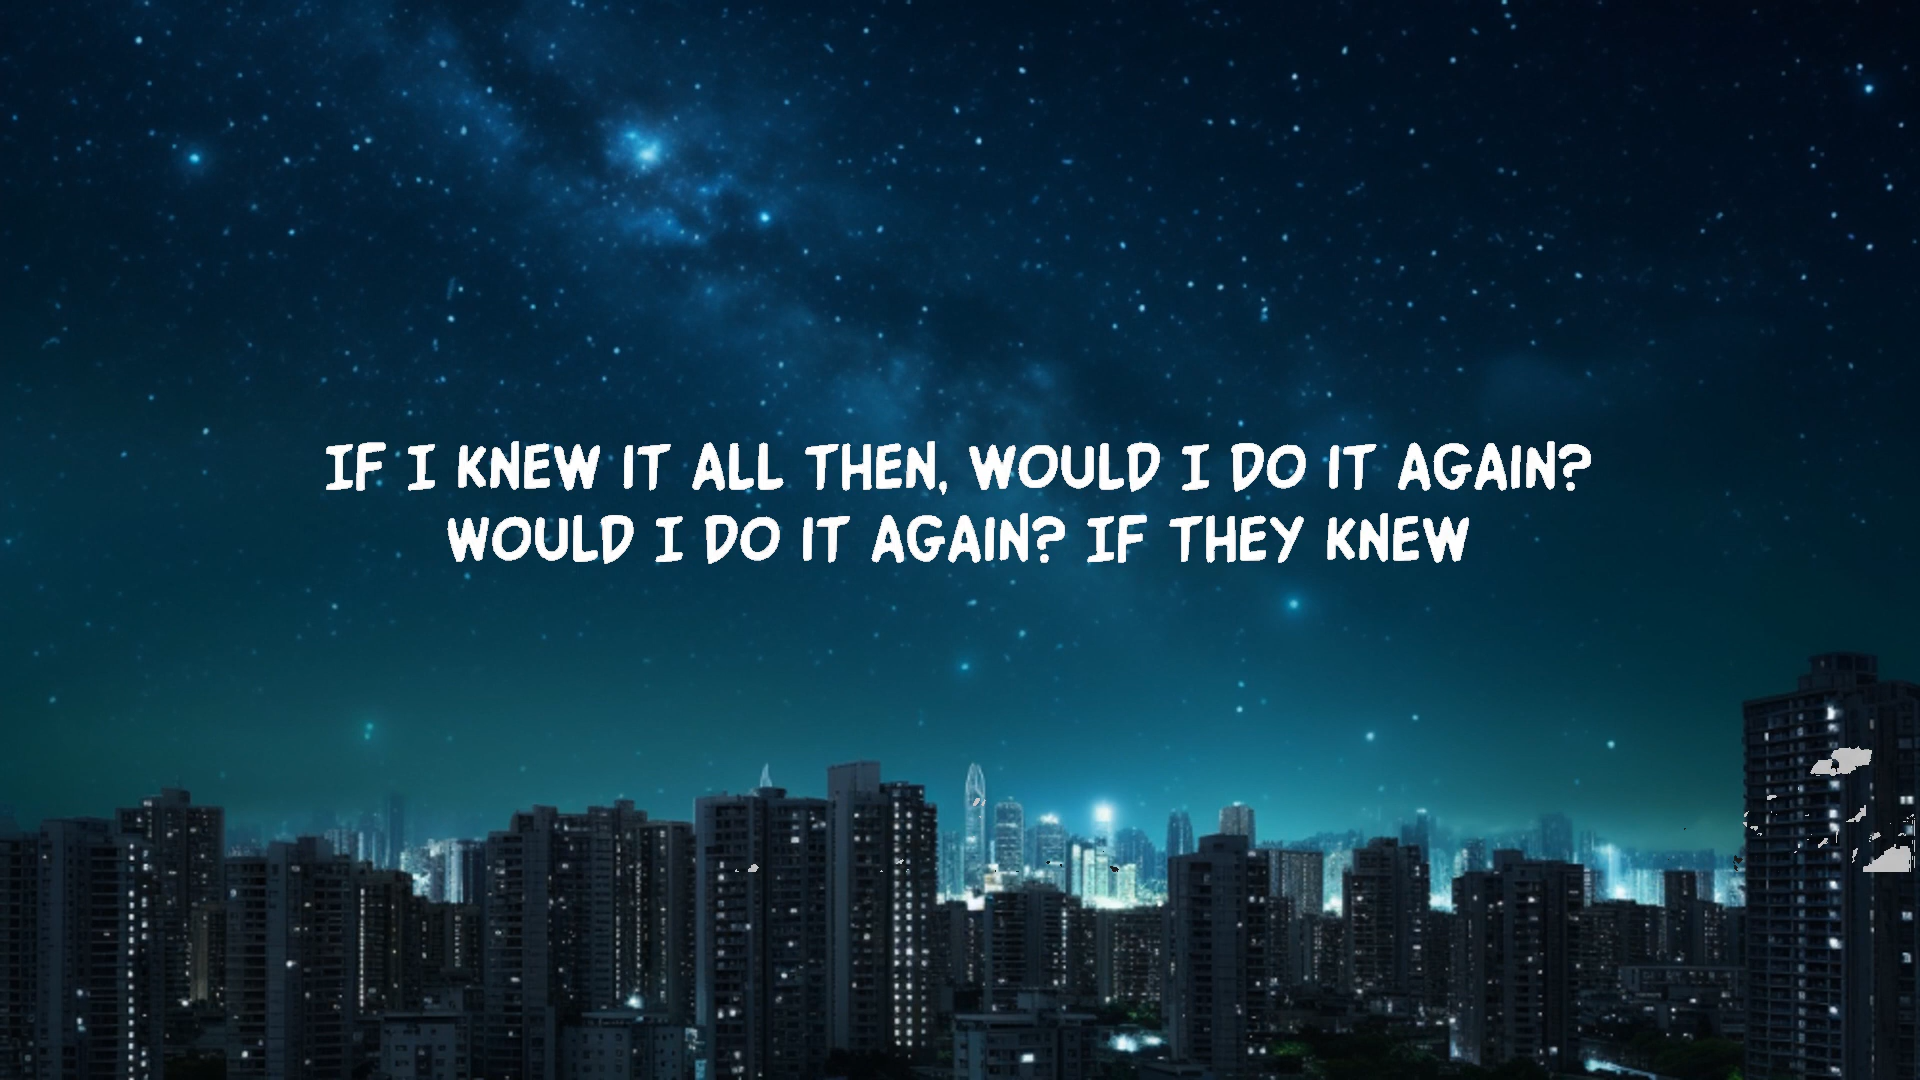 IF I KNEW IT ALL THEN, WOULD I DO IT AGAIN?
WOULD I DO IT AGAIN? IF THEY KNEW